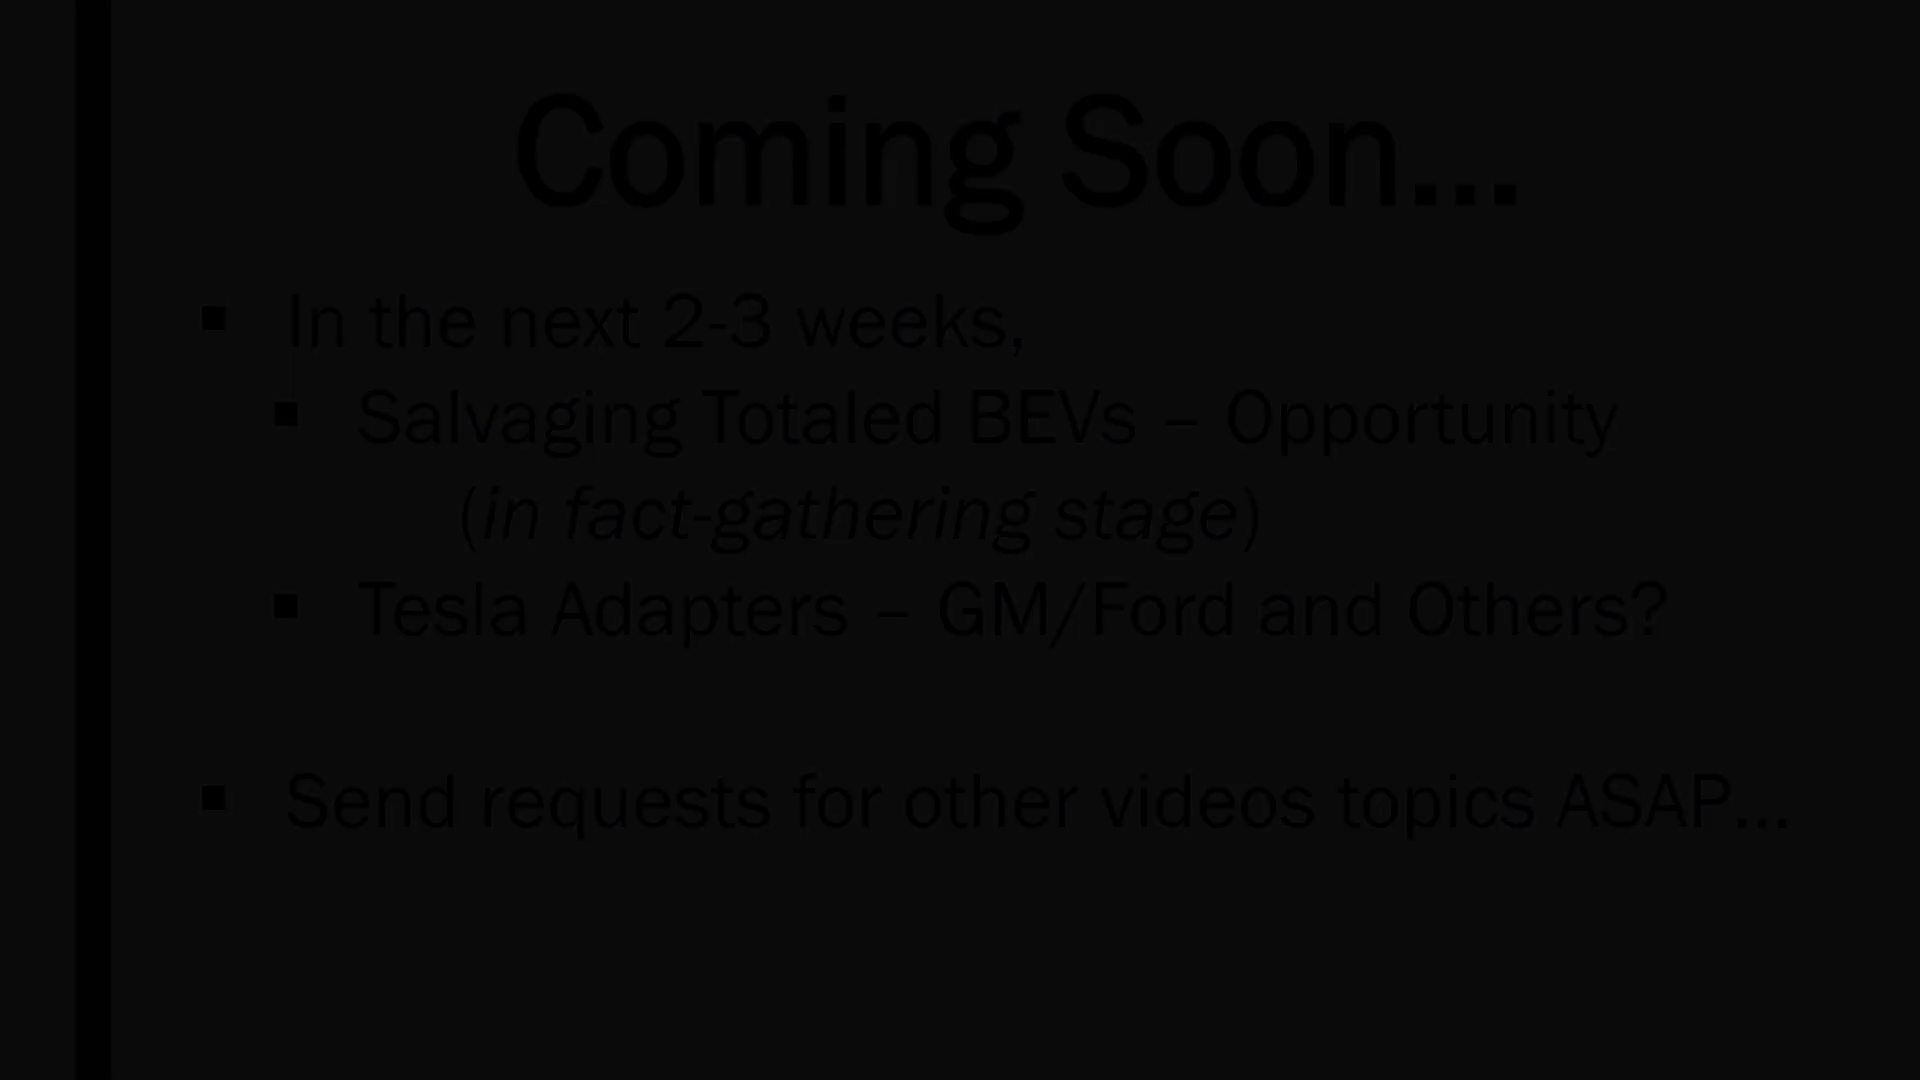 Coming Soon...
▪ In the next 2-3 weeks,
▪ Salvaging Totaled BEVs – Opportunity
(in fact-gathering stage)
▪ Tesla Adapters – GM/Ford and Others?
▪ Send requests for other videos topics ASAP...